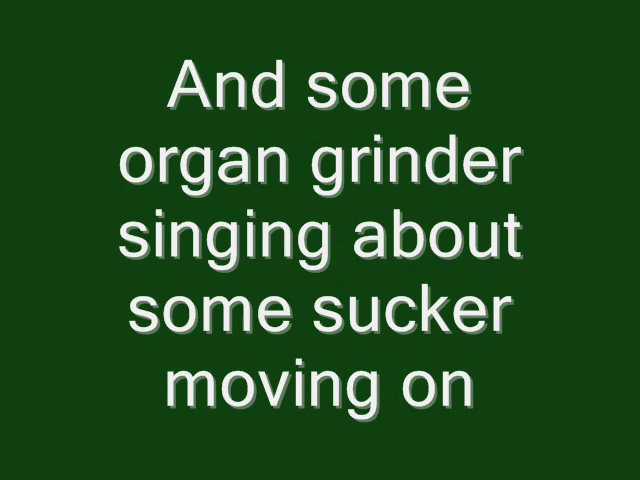 And some
organ grinder
singing about
some sucker
moving on